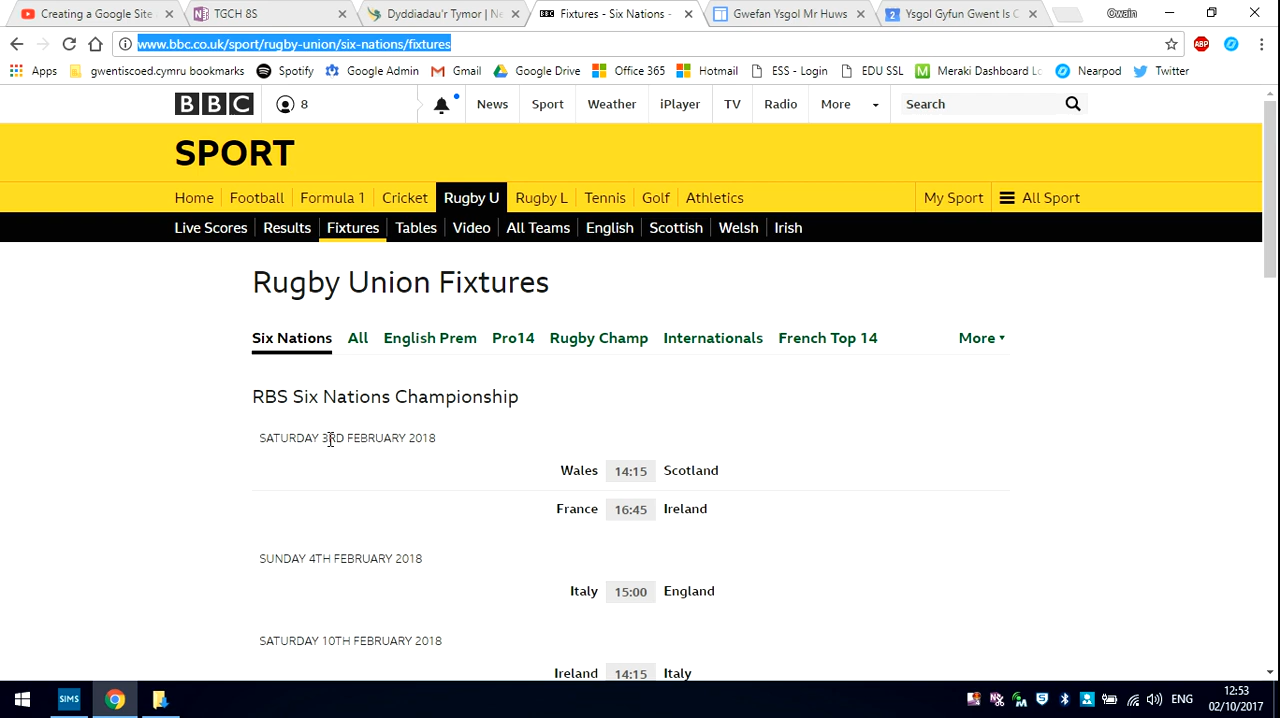 Creating a Google Site
TGCH 8S
Dyddiadau'r Tymor | Ne
Fixtures - Six Nations -
Gwefan Ysgol Mr Huws
Ysgol Gyfun Gwent Is C
Owain
www.bbc.co.uk/sport/rugby-union/six-nations/fixtures
ABP
Apps
gwentiscoed.cymru bookmarks
Spotify
Google Admin
Gmail
Google Drive
Office 365
Hotmail
ESS - Login
EDU SSL
Meraki Dashboard Lo
Nearpod
Twitter
BBC
8
News
Sport
Weather
iPlayer
TV
Radio
More
Search
SPORT
Home
Football
Formula 1
Cricket
Rugby U
Rugby L
Tennis
Golf
Athletics
My Sport
All Sport
Live Scores
Results
Fixtures
Tables
Video
All Teams
English
Scottish
Welsh
Irish
Rugby Union Fixtures
Six Nations
All
English Prem
Pro14
Rugby Champ
Internationals
French Top 14
More
RBS Six Nations Championship
SATURDAY 3RD FEBRUARY 2018
Wales 14:15 Scotland
France 16:45 Ireland
SUNDAY 4TH FEBRUARY 2018
Italy 15:00 England
SATURDAY 10TH FEBRUARY 2018
Ireland 14:15 Italy
SIMS
ENG
12:53
02/10/2017